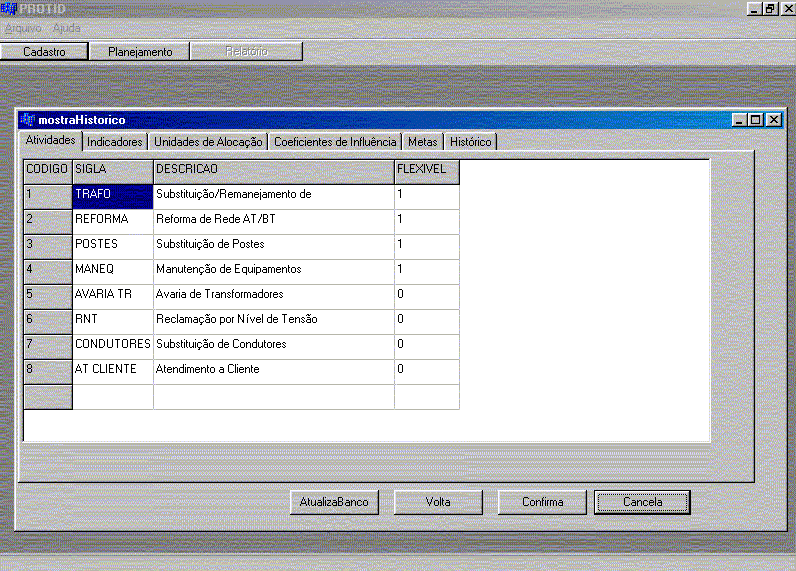 PROTID
Arquivo Ajuda
Cadastro Planejamento Relatório
mostraHistorico
Atividades Indicadores Unidades de Alocação Coeficientes de Influência Metas Histórico
CODIGO SIGLA DESCRICAO FLEXIVEL
1 TRAFO Substituição/Remanejamento de 1
2 REFORMA Reforma de Rede AT/BT 1
3 POSTES Substituição de Postes 1
4 MANEQ Manutenção de Equipamentos 1
5 AVARIA TR Avaria de Transformadores 0
6 RNT Reclamação por Nível de Tensão 0
7 CONDUTORES Substituição de Condutores 0
8 AT CLIENTE Atendimento a Cliente 0
AtualizaBanco Volta Confirma Cancela